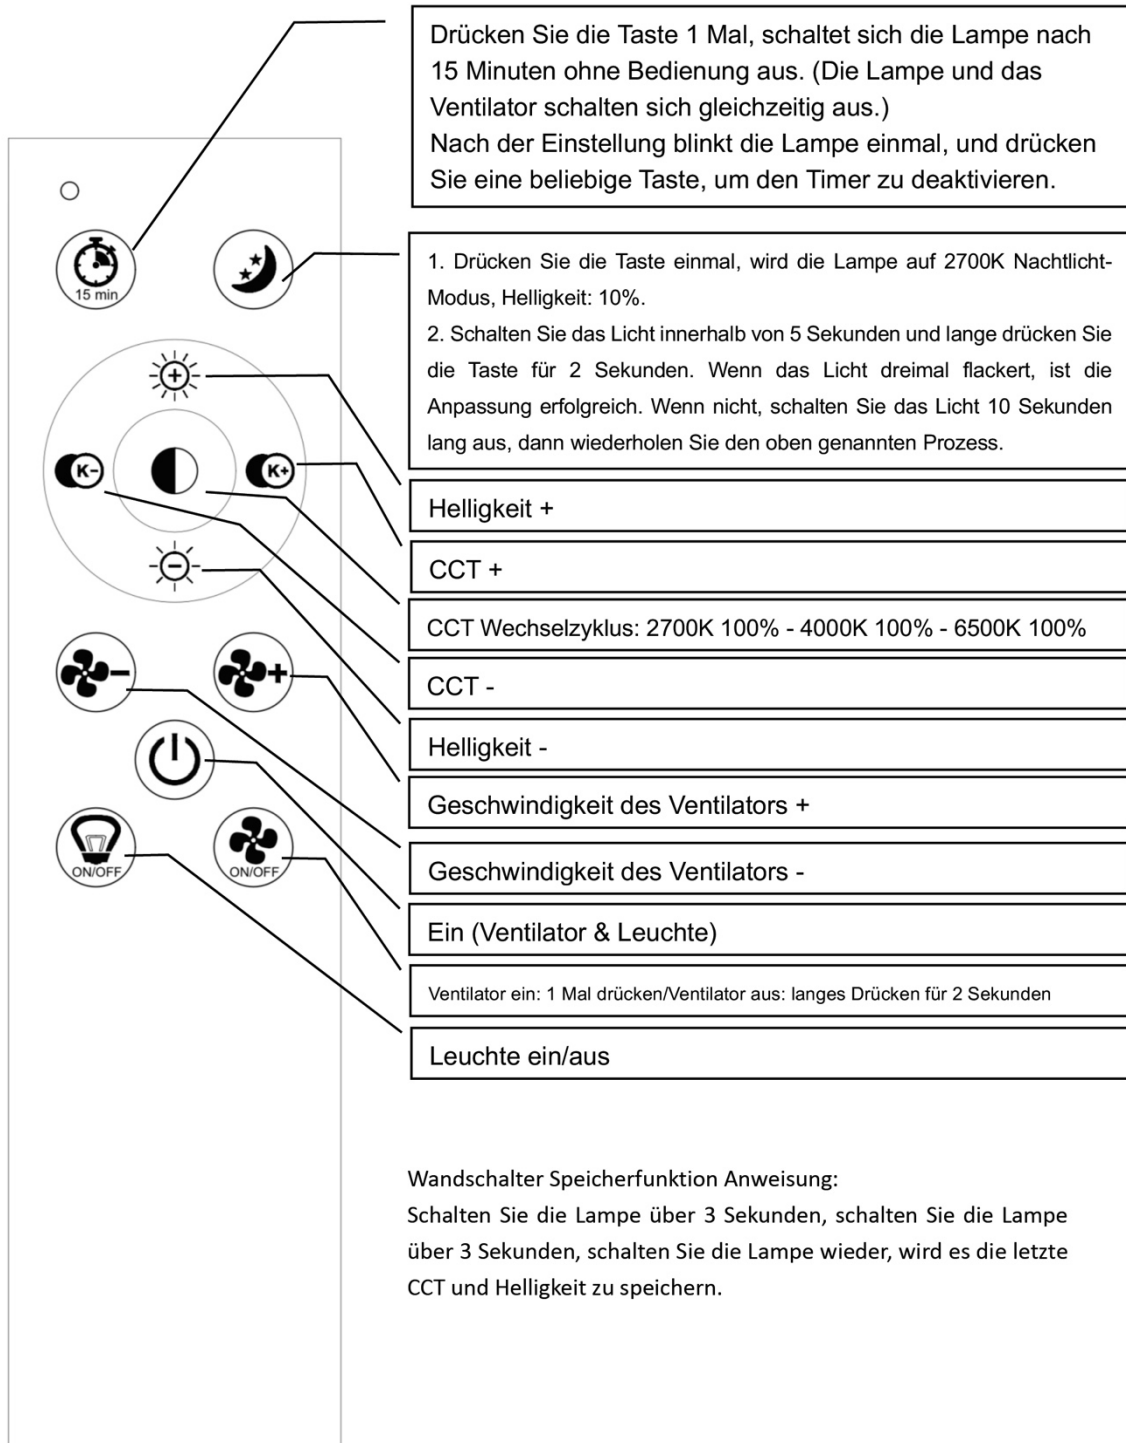 Drücken Sie die Taste 1 Mal, schaltet sich die Lampe nach
15 Minuten ohne Bedienung aus. (Die Lampe und das
Ventilator schalten sich gleichzeitig aus.)
Nach der Einstellung blinkt die Lampe einmal, und drücken
Sie eine beliebige Taste, um den Timer zu deaktivieren.
15 min
1. Drücken Sie die Taste einmal, wird die Lampe auf 2700K Nachtlicht-
Modus, Helligkeit: 10%.
2. Schalten Sie das Licht innerhalb von 5 Sekunden und lange drücken Sie
die Taste für 2 Sekunden. Wenn das Licht dreimal flackert, ist die
Anpassung erfolgreich. Wenn nicht, schalten Sie das Licht 10 Sekunden
lang aus, dann wiederholen Sie den oben genannten Prozess.
K-
K+
Helligkeit +
CCT +
CCT Wechselzyklus: 2700K 100% - 4000K 100% - 6500K 100%
CCT -
Helligkeit -
Geschwindigkeit des Ventilators +
ON/OFF
ON/OFF
Geschwindigkeit des Ventilators -
Ein (Ventilator & Leuchte)
Ventilator ein: 1 Mal drücken/Ventilator aus: langes Drücken für 2 Sekunden
Leuchte ein/aus
Wandschalter Speicherfunktion Anweisung:
Schalten Sie die Lampe über 3 Sekunden, schalten Sie die Lampe
über 3 Sekunden, schalten Sie die Lampe wieder, wird es die letzte
CCT und Helligkeit zu speichern.